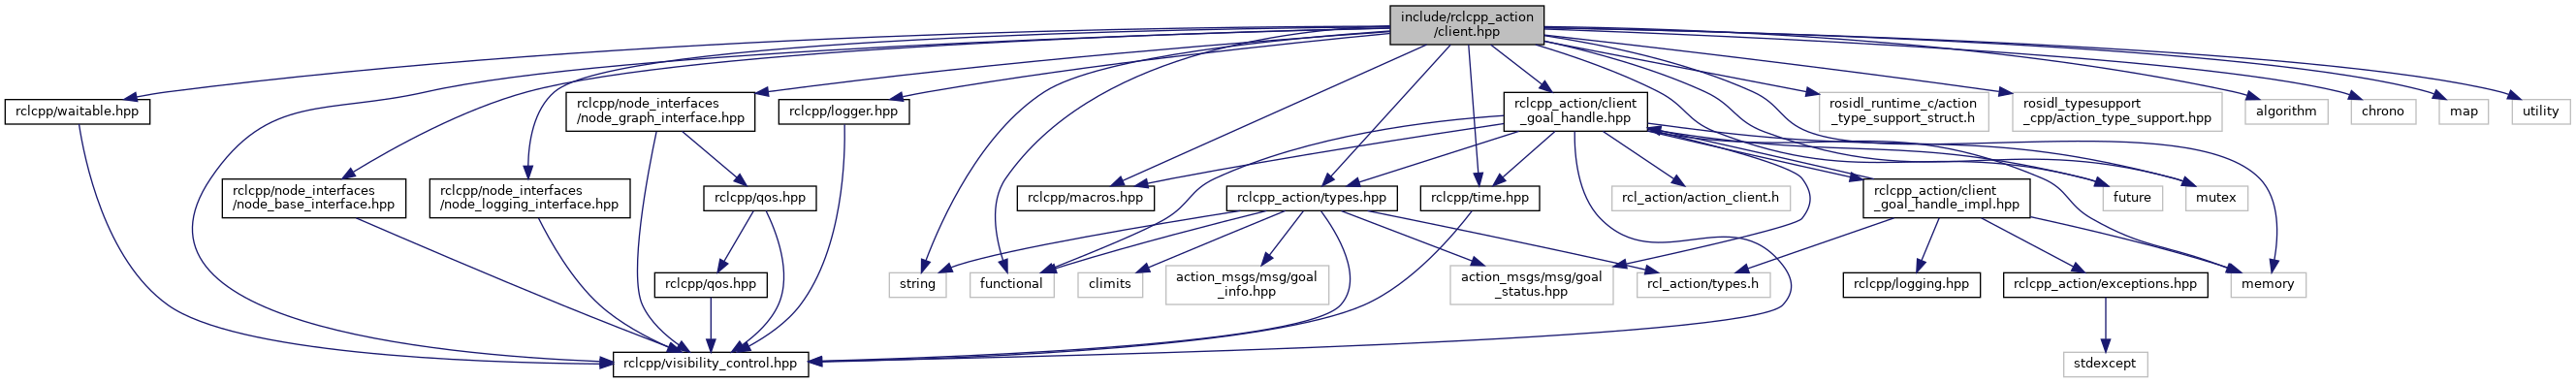 include/rclcpp_action
/client.hpp
rclcpp/waitable.hpp
rclcpp/node_interfaces
/node_graph_interface.hpp
rclcpp/logger.hpp
rclcpp_action/client
_goal_handle.hpp
rosidl_runtime_c/action
_type_support_struct.h
rosidl_typesupport
_cpp/action_type_support.hpp
algorithm
chrono
map
utility
rclcpp/node_interfaces
/node_base_interface.hpp
rclcpp/node_interfaces
/node_logging_interface.hpp
rclcpp/qos.hpp
rclcpp/macros.hpp
rclcpp_action/types.hpp
rclcpp/time.hpp
rcl_action/action_client.h
rclcpp_action/client
_goal_handle_impl.hpp
future
mutex
rclcpp/qos.hpp
string
functional
climits
action_msgs/msg/goal
_info.hpp
action_msgs/msg/goal
_status.hpp
rcl_action/types.h
rclcpp/logging.hpp
rclcpp_action/exceptions.hpp
memory
rclcpp/visibility_control.hpp
stdexcept